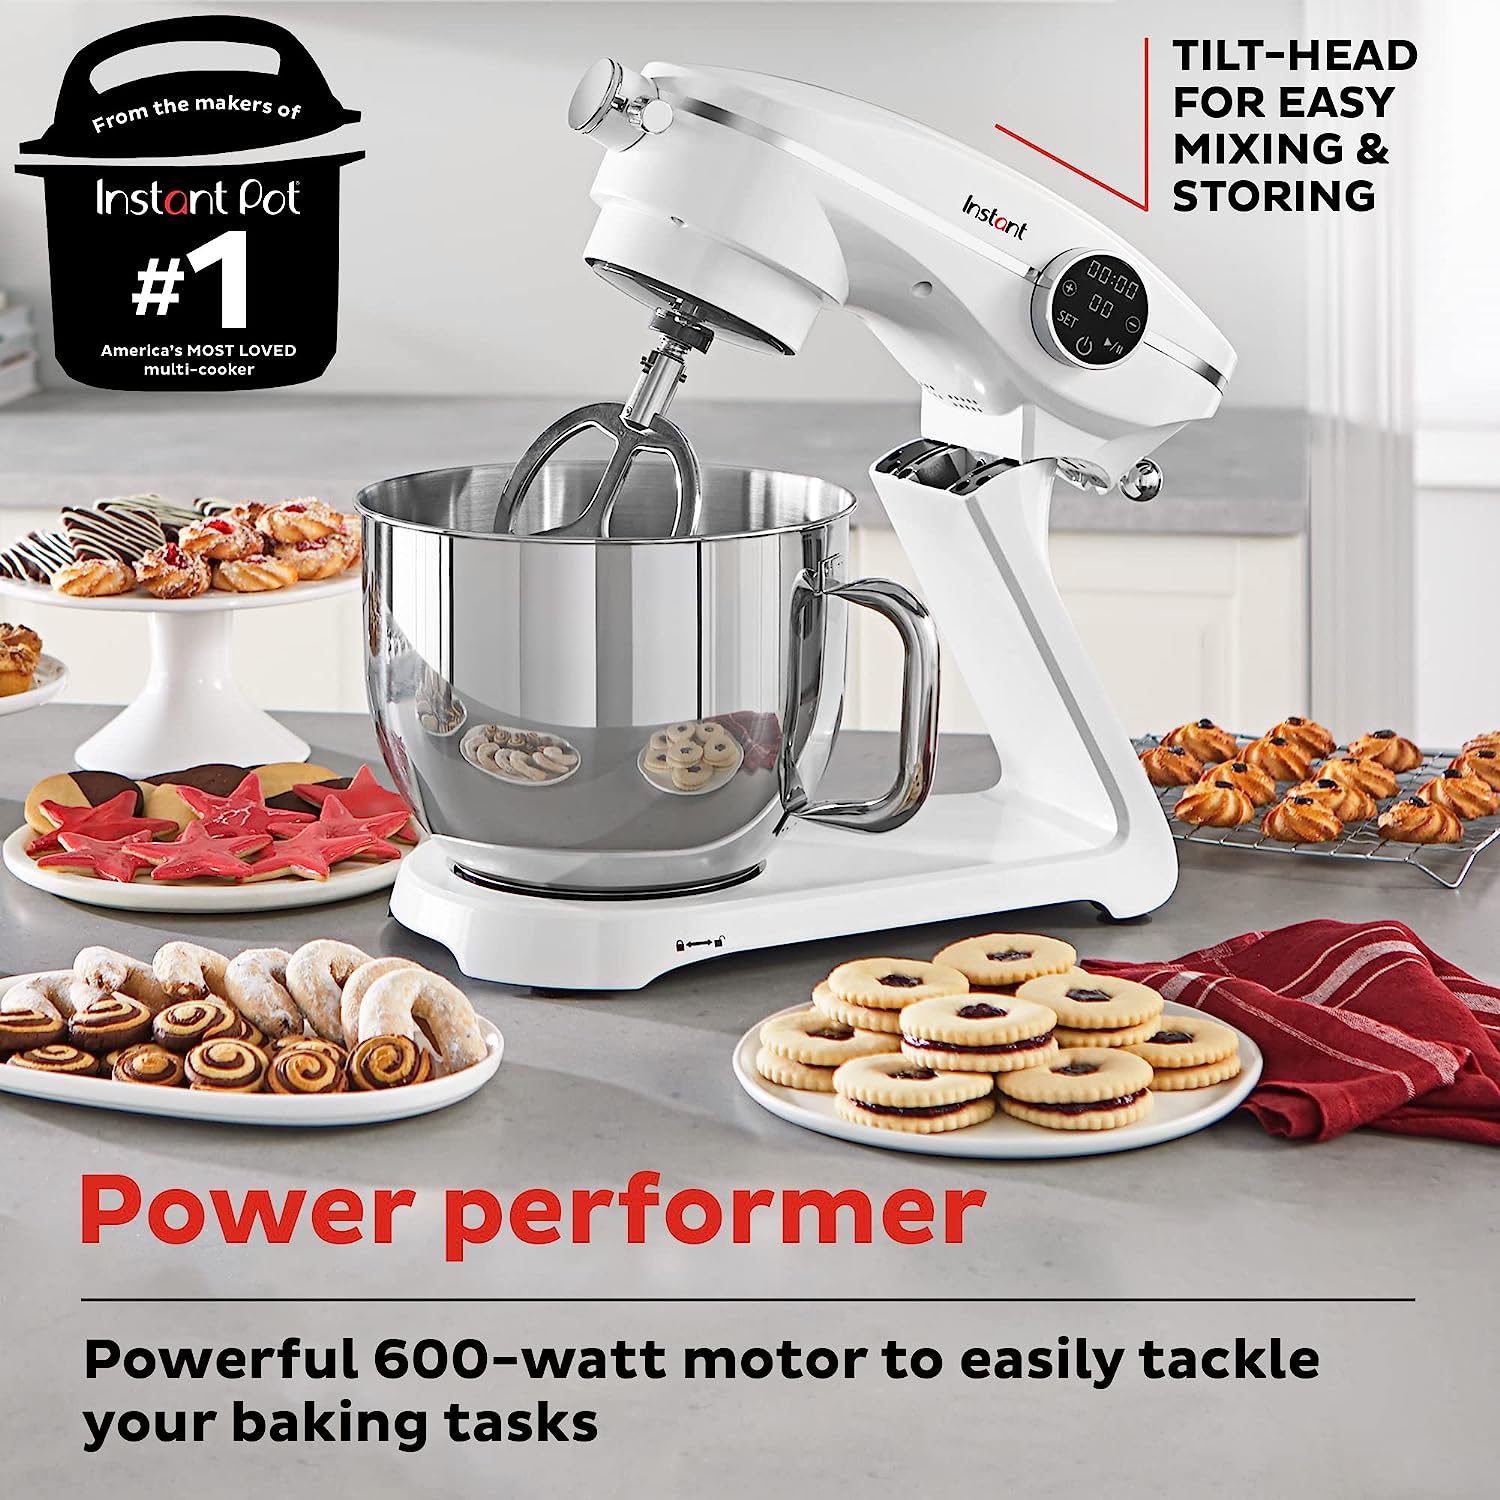 From the makers of
Instant Pot®
#1
America's MOST LOVED
multi-cooker
TILT-HEAD
FOR EASY
MIXING &
STORING
Instant
00:00
00
SET
Power performer
Powerful 600-watt motor to easily tackle
your baking tasks